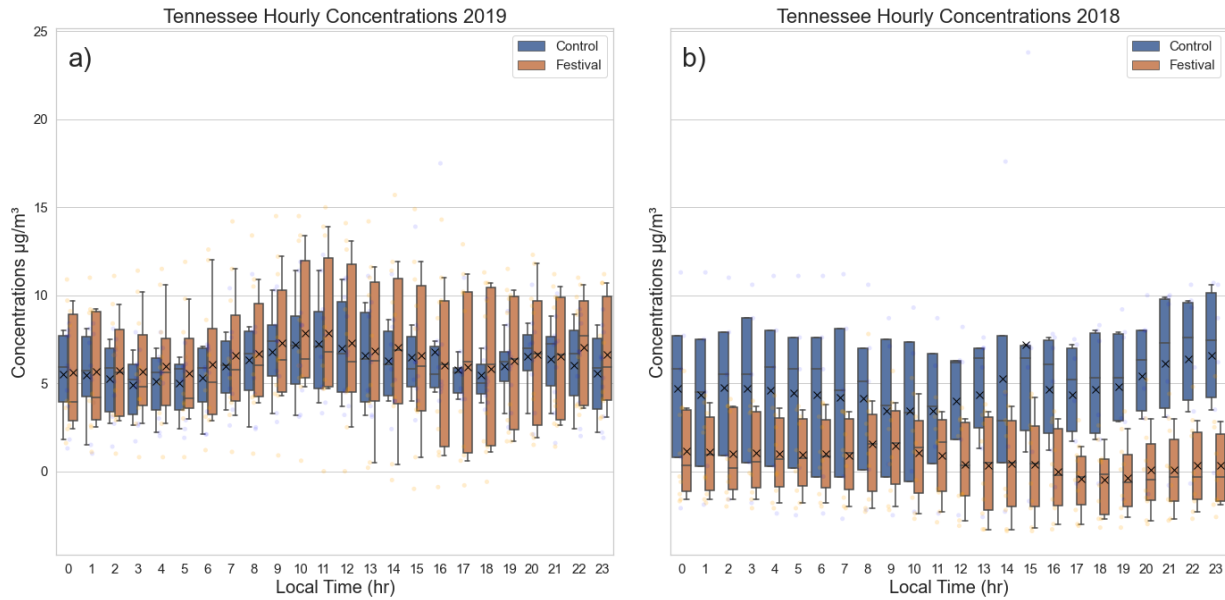 Tennessee Hourly Concentrations 2019
a)
Control
Festival
Concentrations µg/m³
25
20
15
10
5
0
0 1 2 3 4 5 6 7 8 9 10 11 12 13 14 15 16 17 18 19 20 21 22 23
Local Time (hr)
Tennessee Hourly Concentrations 2018
b)
Control
Festival
Concentrations µg/m³
0 1 2 3 4 5 6 7 8 9 10 11 12 13 14 15 16 17 18 19 20 21 22 23
Local Time (hr)